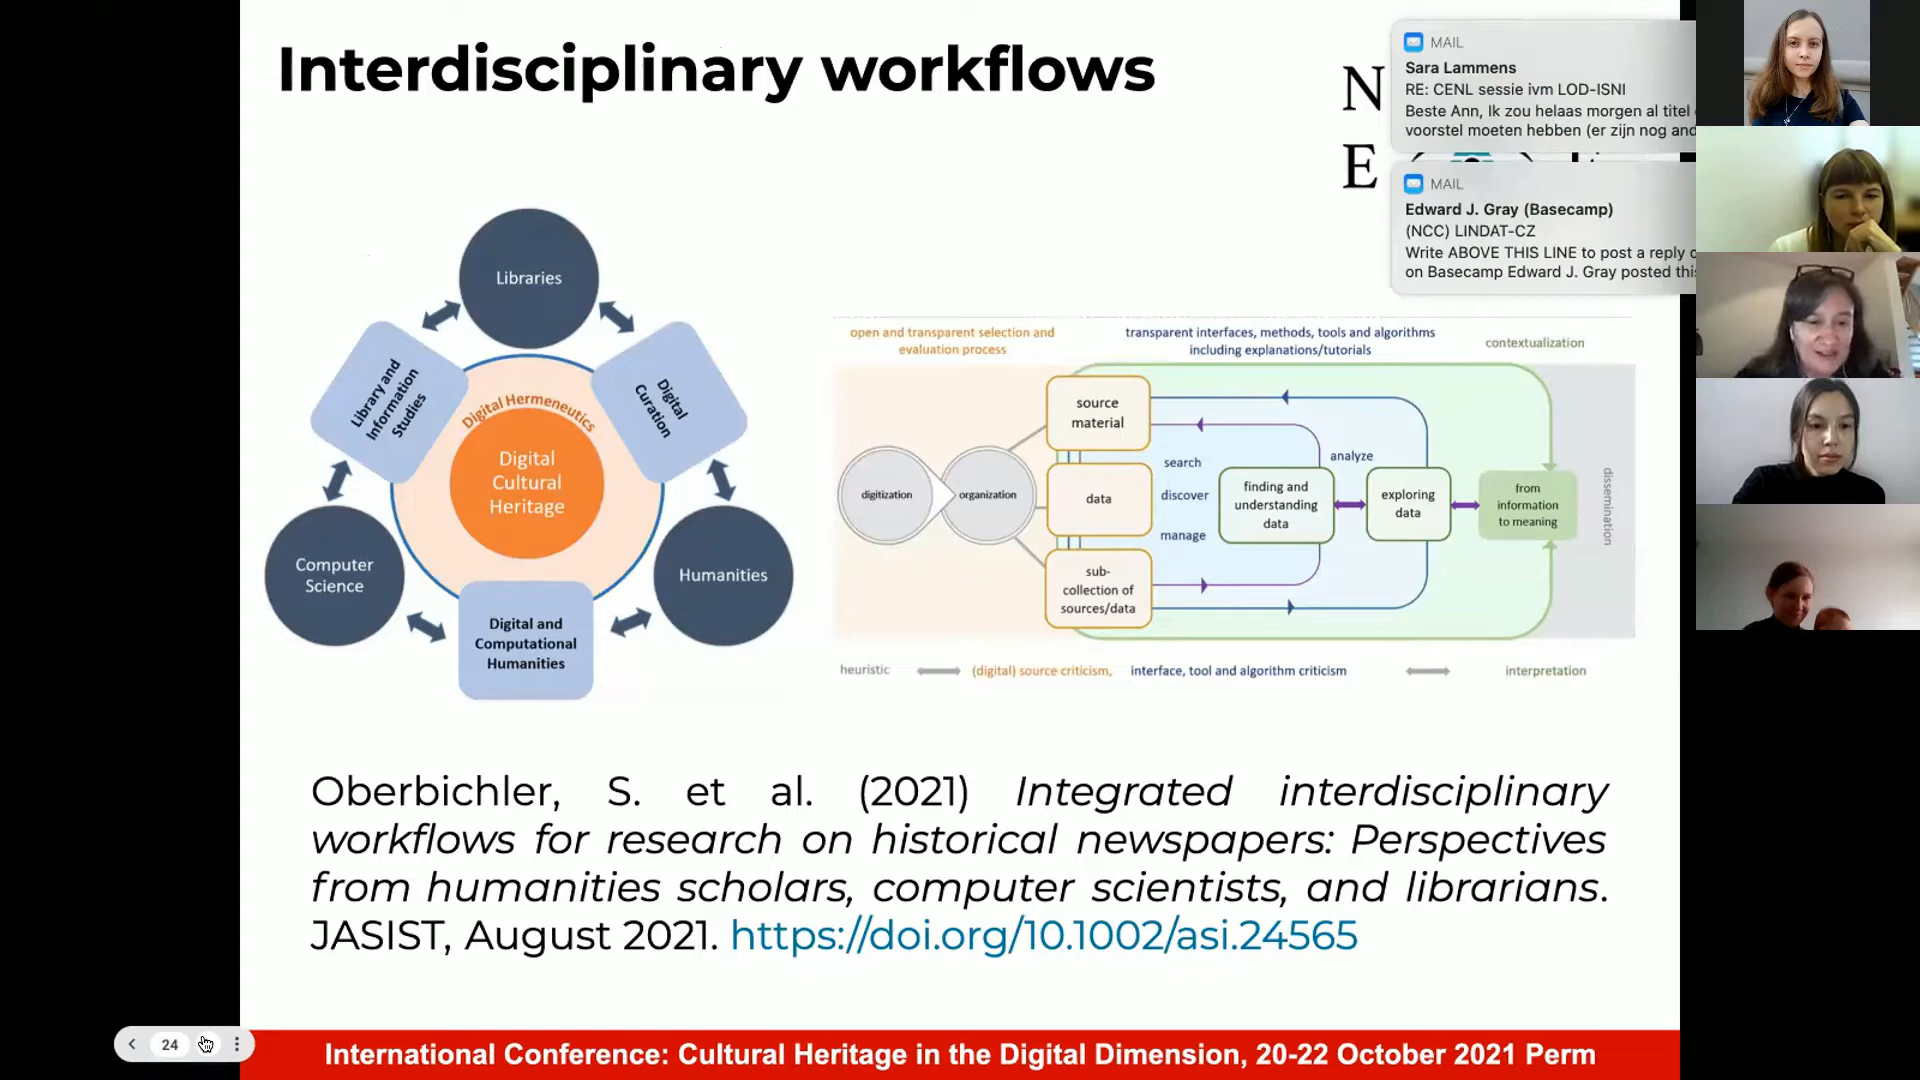 Interdisciplinary workflows
N
E
MAIL
Sara Lammens
RE: CENL sessie ivm LOD-ISNI
Beste Ann, Ik zou helaas morgen al titel
voorstel moeten hebben (er zijn nog and
MAIL
Edward J. Gray (Basecamp)
(NCC) LINDAT-CZ
Write ABOVE THIS LINE to post a reply
on Basecamp Edward J. Gray posted this
Libraries
Library and
Information
Studies
Digital
Curation
Digital Hermeneutics
Digital
Cultural
Heritage
Computer
Science
Humanities
Digital and
Computational
Humanities
open and transparent selection and
evaluation process
transparent interfaces, methods, tools and algorithms
including explanations/tutorials
contextualization
digitization
organization
source
material
data
sub-
collection of
sources/data
search
discover
manage
finding and
understanding
data
analyze
exploring
data
from
information
to meaning
dissemination
heuristic
(digital) source criticism,
interface, tool and algorithm criticism
interpretation
Oberbichler, S. et al. (2021) Integrated interdisciplinary
workflows for research on historical newspapers: Perspectives
from humanities scholars, computer scientists, and librarians.
JASIST, August 2021. https://doi.org/10.1002/asi.24565
24
International Conference: Cultural Heritage in the Digital Dimension, 20-22 October 2021 Perm